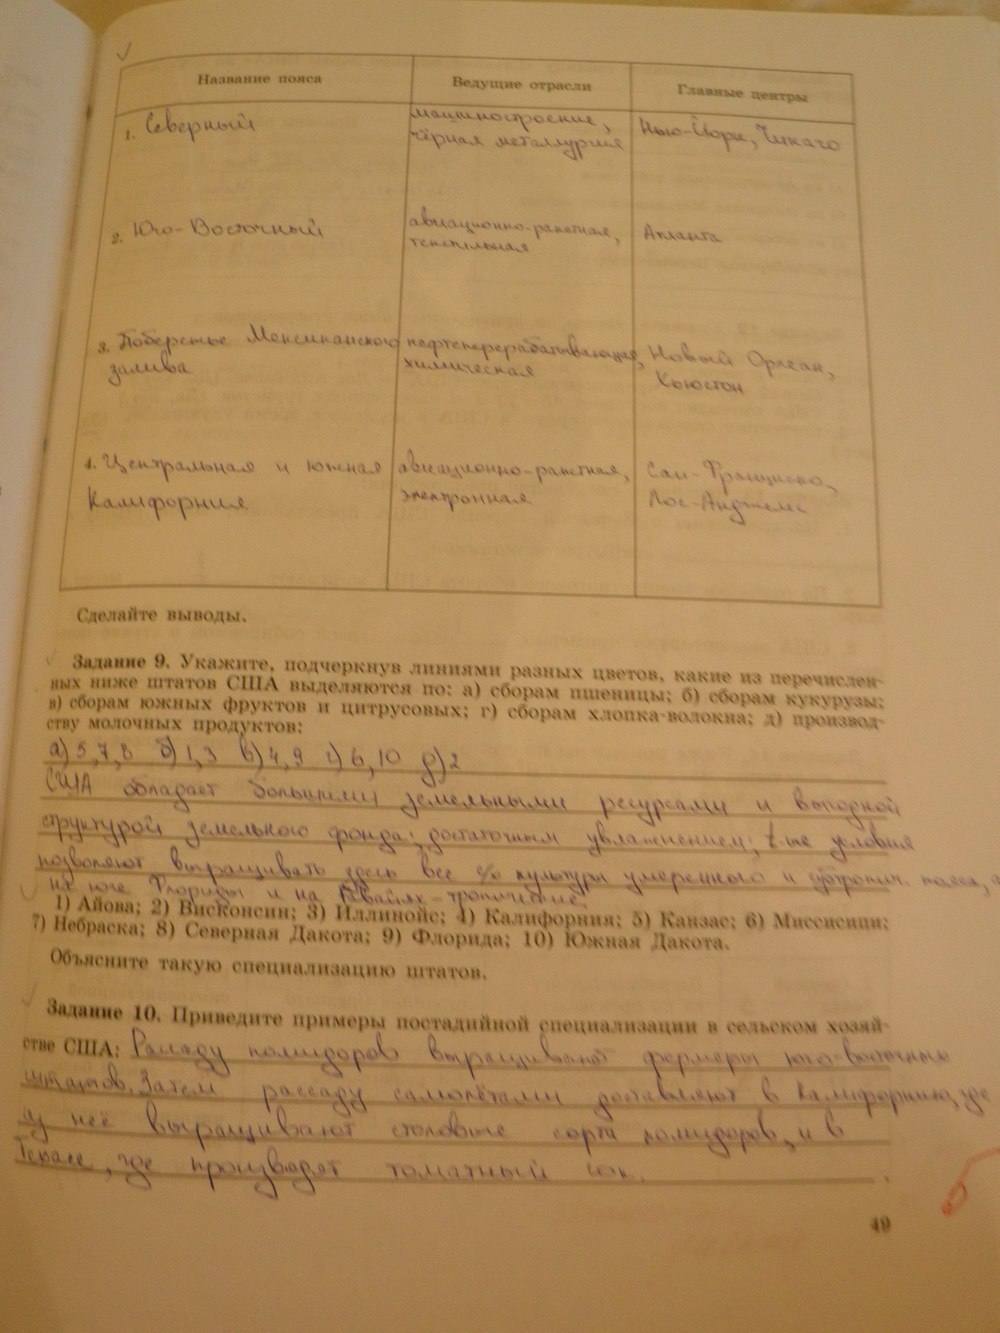 Название пояса Ведущие отрасли Главные центры
1. Северный машиностроение, Нью-Йорк, Чикаго
чёрная металлургия
2. Юго-Восточный авиационно-ракетная, Атланта
текстильная
3. Побережье Мексиканского нефтеперерабатывающая, Новый Орлеан,
залива химическая Хьюстон
4. Центральная и южная авиационно-ракетная, Сан-Франциско,
Калифорния электронная Лос-Анджелес
Сделайте выводы.
Задание 9. Укажите, подчеркнув линиями разных цветов, какие из перечислен-
ных ниже штатов США выделяются по: а) сборам пшеницы; б) сборам кукурузы;
в) сборам южных фруктов и цитрусовых; г) сборам хлопка-волокна; д) производ-
ству молочных продуктов:
а) 5,7,8 б) 1,3 в) 4,9 г) 6,10 д) 2
США обладает большими земельными ресурсами и выгодной
структурой земельного фонда; достаточным увлажнением; t-ые условия
позволяют выращивать здесь все с/х культуры умеренного и субтропич. пояса, а
на юге Флориды и на Гавайях - тропические.
1) Айова; 2) Висконсин; 3) Иллинойс; 4) Калифорния; 5) Канзас; 6) Миссисипи;
7) Небраска; 8) Северная Дакота; 9) Флорида; 10) Южная Дакота.
Объясните такую специализацию штатов.
Задание 10. Приведите примеры постадийной специализации в сельском хозяй-
стве США: Рассаду помидоров выращивают фермеры юго-восточных
штатов. Затем рассаду самолётами доставляют в Калифорнию, где
из неё выращивают столовые сорта помидоров, и в
Техасе, где производят томатный сок.
49